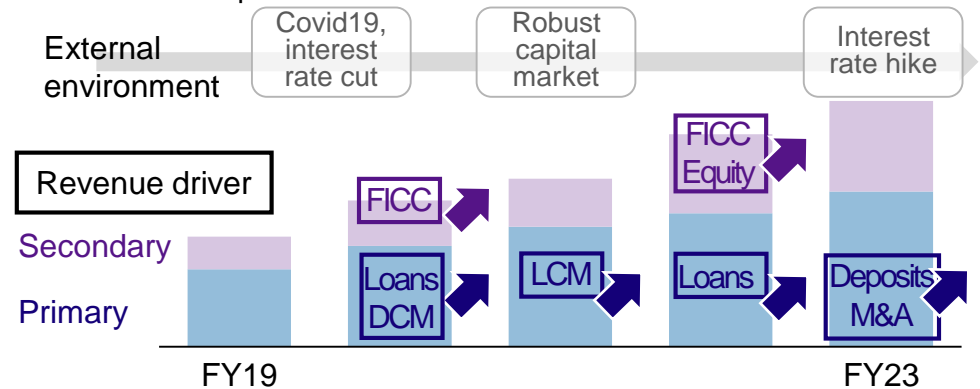 External
environment
Covid19,
interest
rate cut
Robust
capital
market
Interest
rate hike
Revenue driver
Secondary
Primary
FICC
Loans
DCM
LCM
FICC
Equity
Loans
Deposits
M&A
FY19
FY23